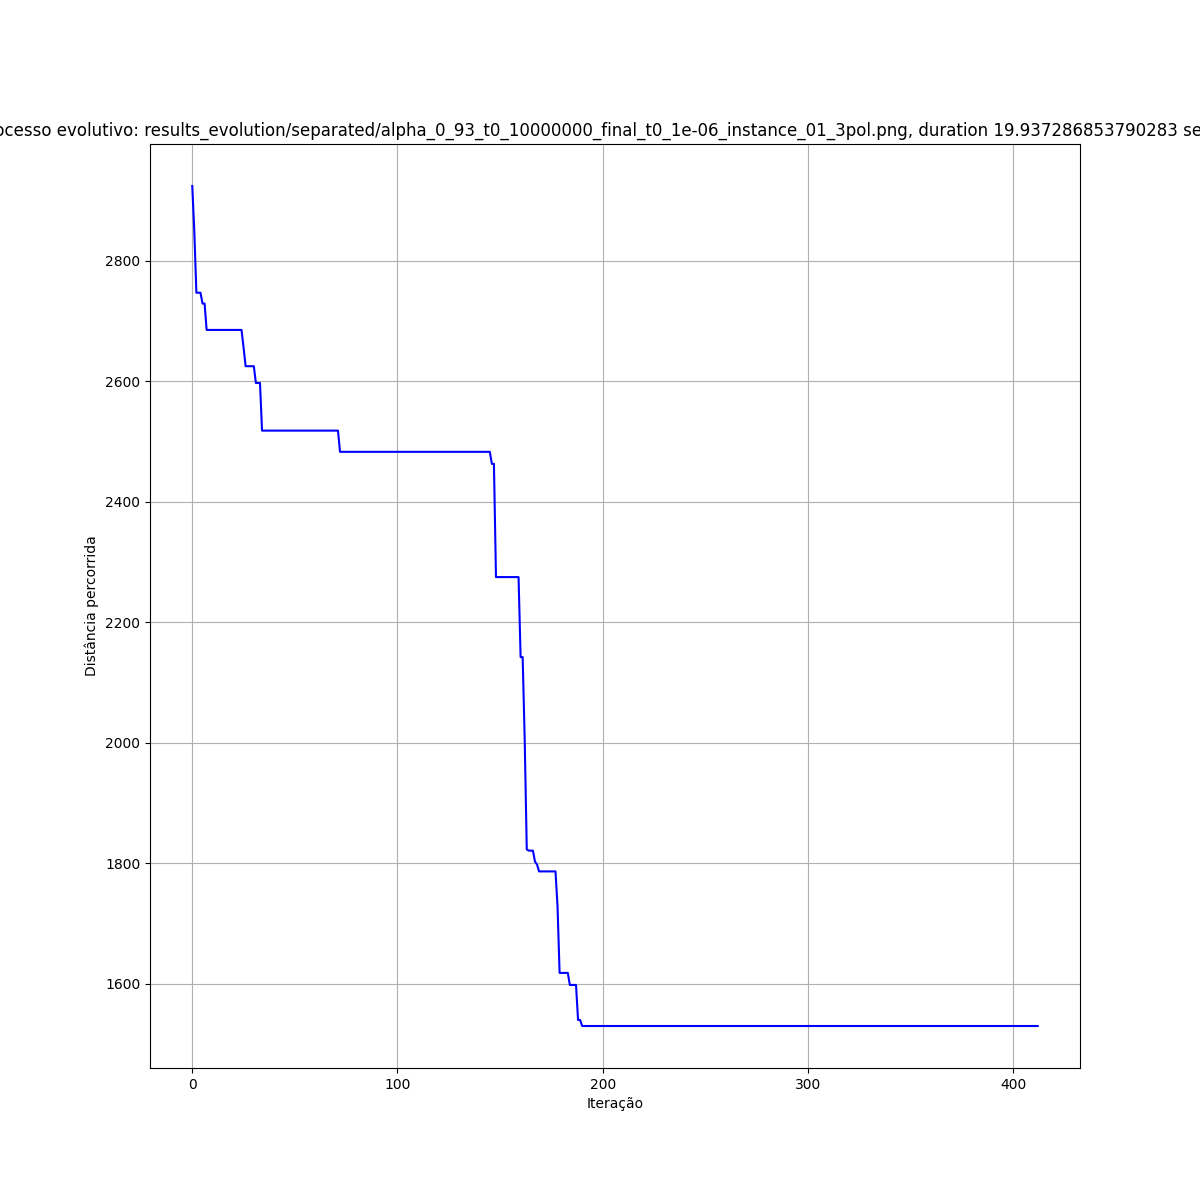 ocesso evolutivo: results_evolution/separated/alpha_0_93_t0_10000000_final_t0_1e-06_instance_01_3pol.png, duration 19.937286853790283 se
2800
2600
2400
2200
2000
1800
1600
Distância percorrida
0 100 200 300 400
Iteração